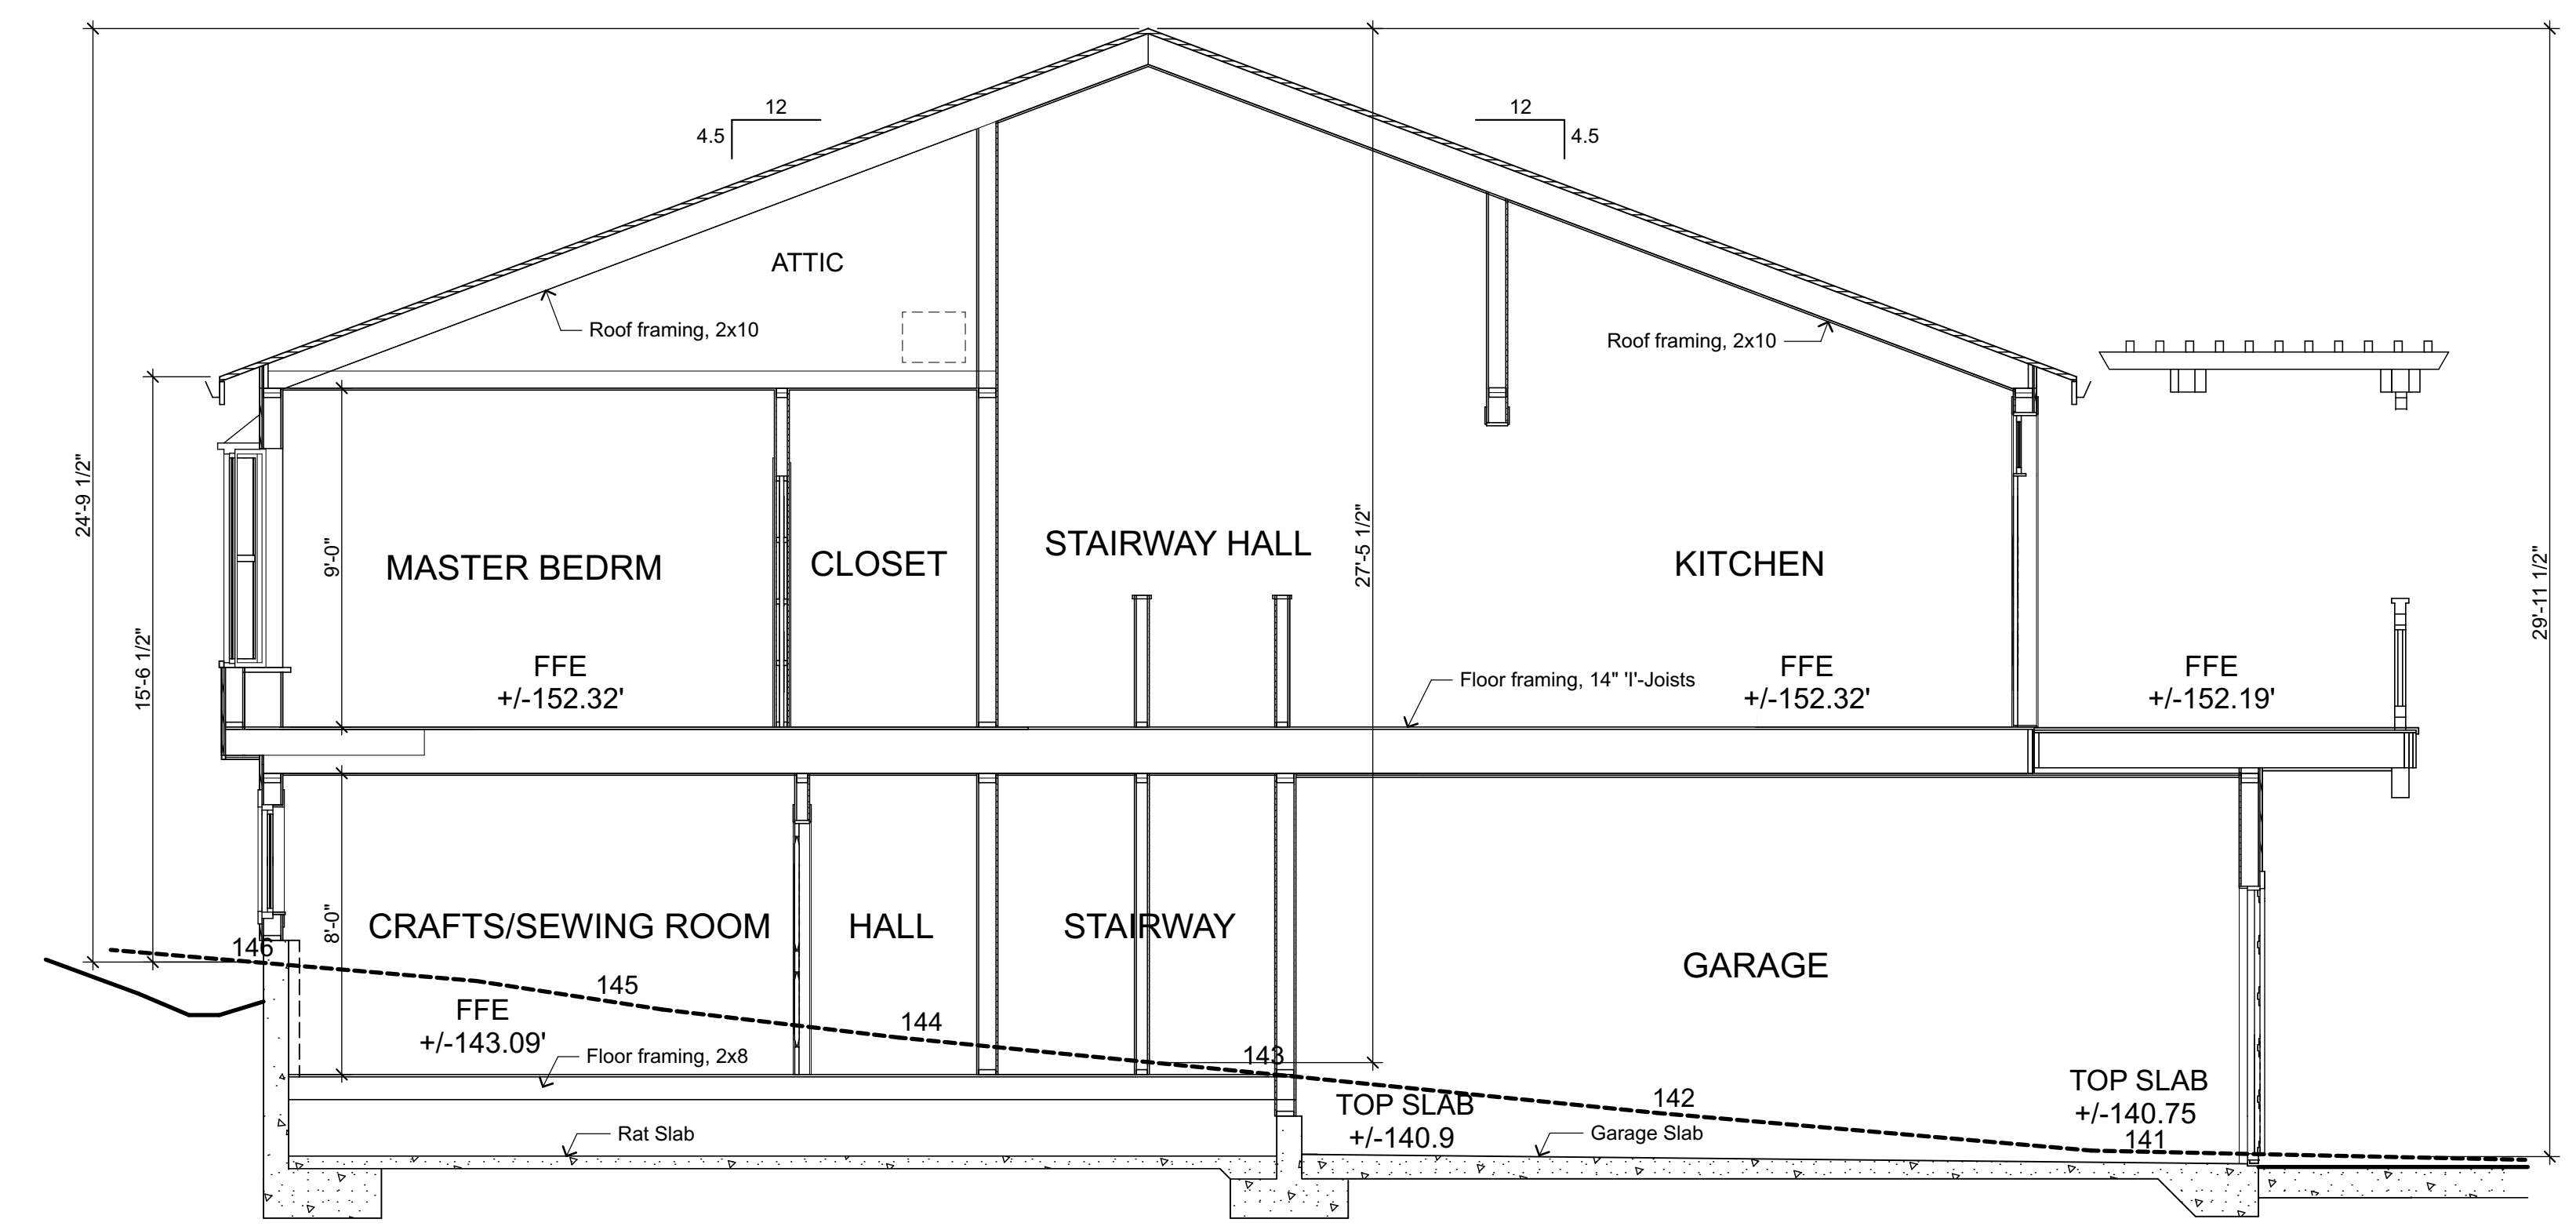 12
4.5
12
4.5
ATTIC
Roof framing, 2x10
Roof framing, 2x10
24'-9 1/2"
15'-6 1/2"
9'-0"
27'-5 1/2"
29'-11 1/2"
MASTER BEDRM
CLOSET
STAIRWAY HALL
KITCHEN
FFE
+/-152.32'
Floor framing, 14" 'I'-Joists
FFE
+/-152.32'
FFE
+/-152.19'
8'-0"
CRAFTS/SEWING ROOM
HALL
STAIRWAY
GARAGE
146
145
144
143
142
141
FFE
+/-143.09'
Floor framing, 2x8
Rat Slab
TOP SLAB
+/-140.9
Garage Slab
TOP SLAB
+/-140.75